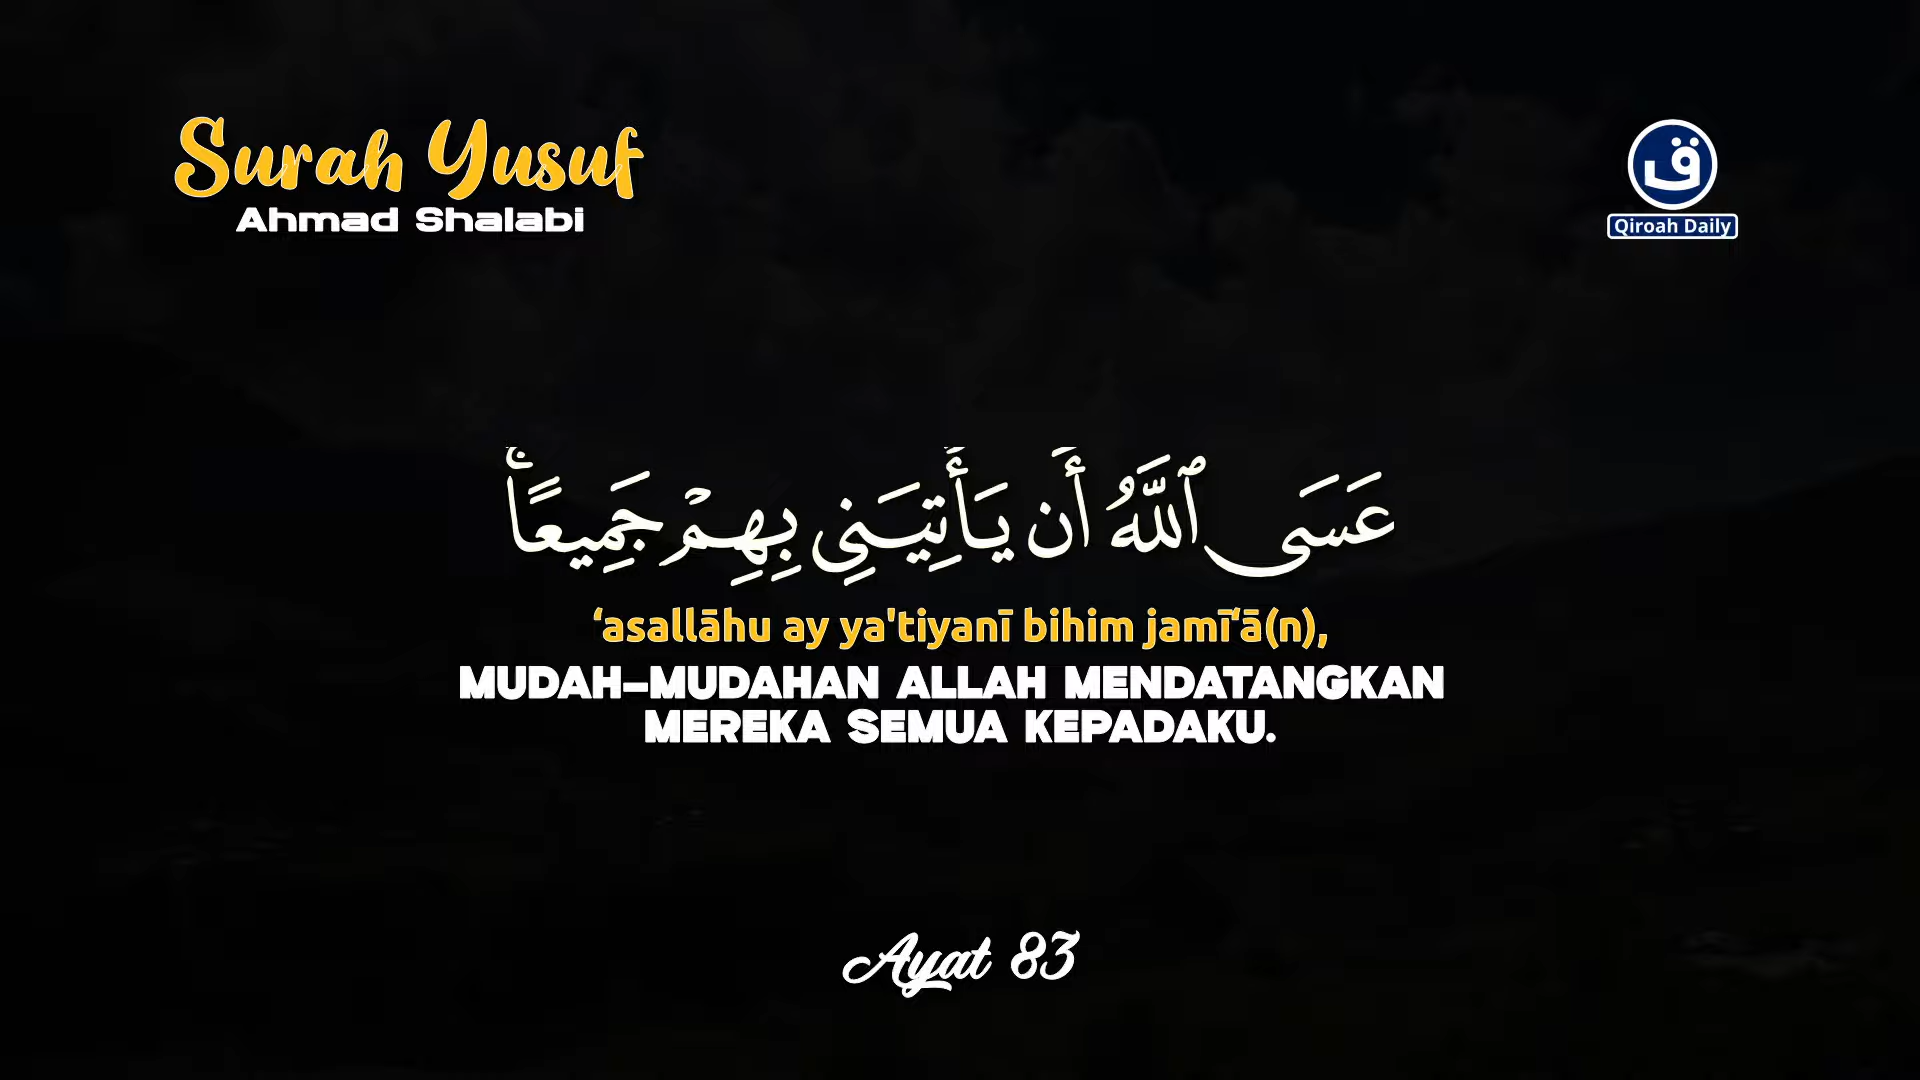 Surah Yusuf
Ahmad Shalabi
ق
Qiroah Daily
عَسَى ٱللَّهُ أَن يَأْتِيَنِى بِهِمْ جَمِيعًاۚ
‘asallāhu ay ya'tiyanī bihim jamī‘ā(n),
MUDAH-MUDAHAN ALLAH MENDATANGKAN
MEREKA SEMUA KEPADAKU.
Ayat 83